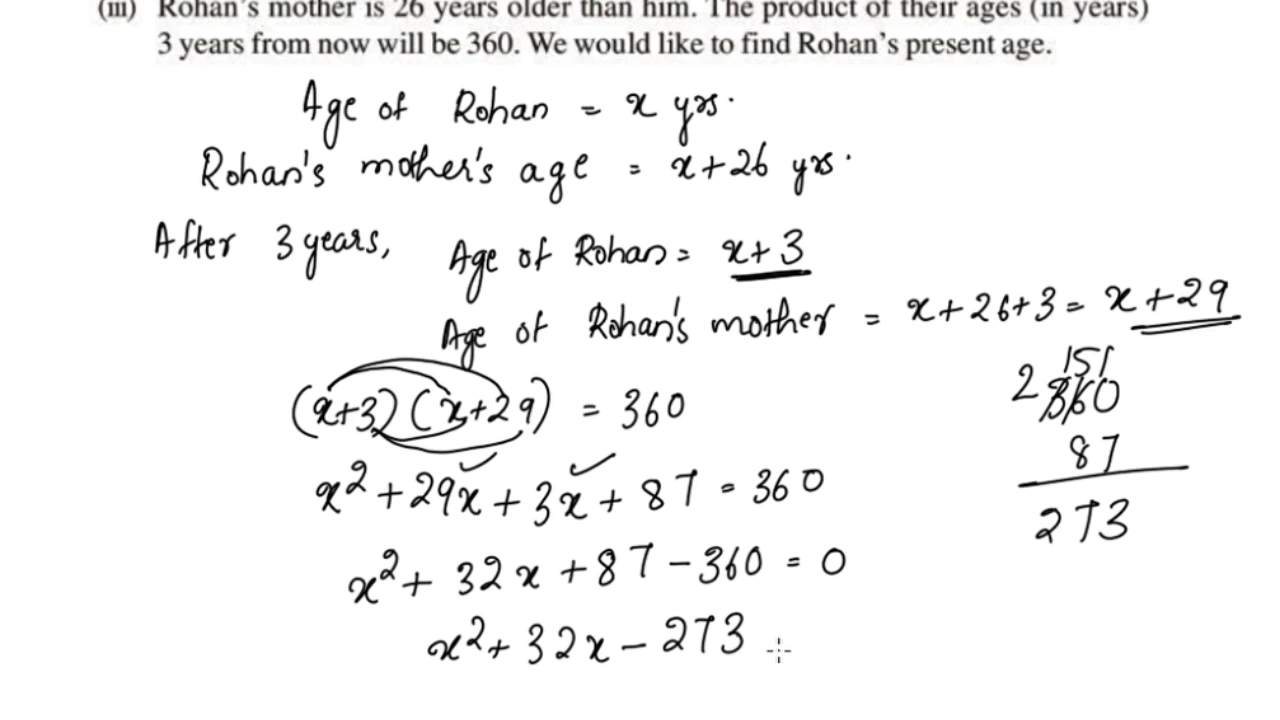 (iii) Rohan's mother is 26 years older than him. The product of their ages (in years)
3 years from now will be 360. We would like to find Rohan's present age.
Age of Rohan = x yrs.
Rohan's mother's age = x+26 yrs.
After 3 years, Age of Rohan = x+3
Age of Rohan's mother = x+26+3 = x+29
(x+3)(x+29) = 360
x²+29x+3x+87 = 360
x²+32x+87-360 = 0
x²+32x-273
2 151
360
87
273